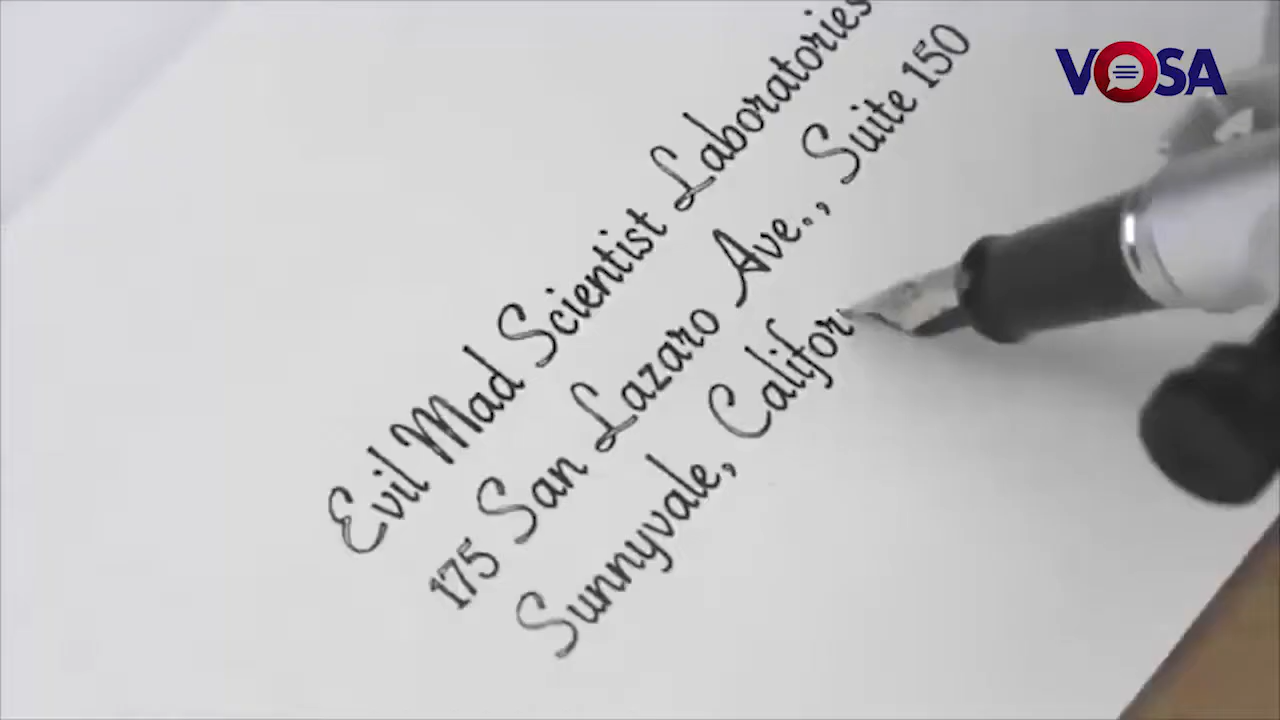 VOSA
Evil Mad Scientist Laboratories
175 San Lazaro Ave., Suite 150
Sunnyvale, Califor